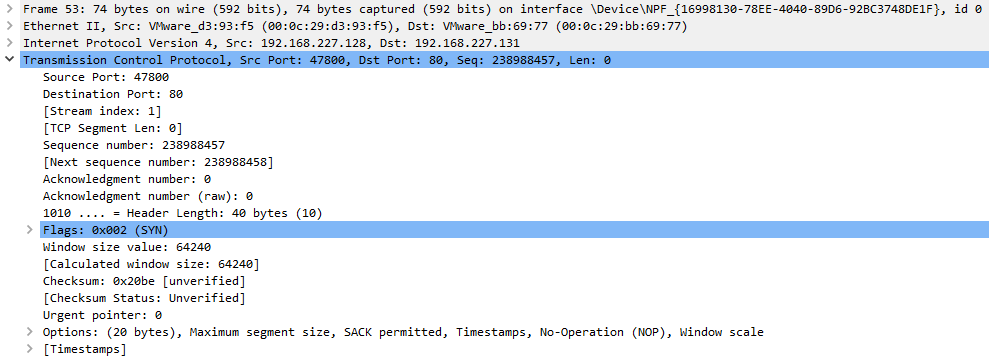 Frame 53: 74 bytes on wire (592 bits), 74 bytes captured (592 bits) on interface \Device\NPF_{16998130-78EE-4040-89D6-92BC3748DE1F}, id 0
Ethernet II, Src: VMware_d3:93:f5 (00:0c:29:d3:93:f5), Dst: VMware_bb:69:77 (00:0c:29:bb:69:77)
Internet Protocol Version 4, Src: 192.168.227.128, Dst: 192.168.227.131
Transmission Control Protocol, Src Port: 47800, Dst Port: 80, Seq: 238988457, Len: 0
Source Port: 47800
Destination Port: 80
[Stream index: 1]
[TCP Segment Len: 0]
Sequence number: 238988457
[Next sequence number: 238988458]
Acknowledgment number: 0
Acknowledgment number (raw): 0
1010 .... = Header Length: 40 bytes (10)
Flags: 0x002 (SYN)
Window size value: 64240
[Calculated window size: 64240]
Checksum: 0x20be [unverified]
[Checksum Status: Unverified]
Urgent pointer: 0
Options: (20 bytes), Maximum segment size, SACK permitted, Timestamps, No-Operation (NOP), Window scale
[Timestamps]